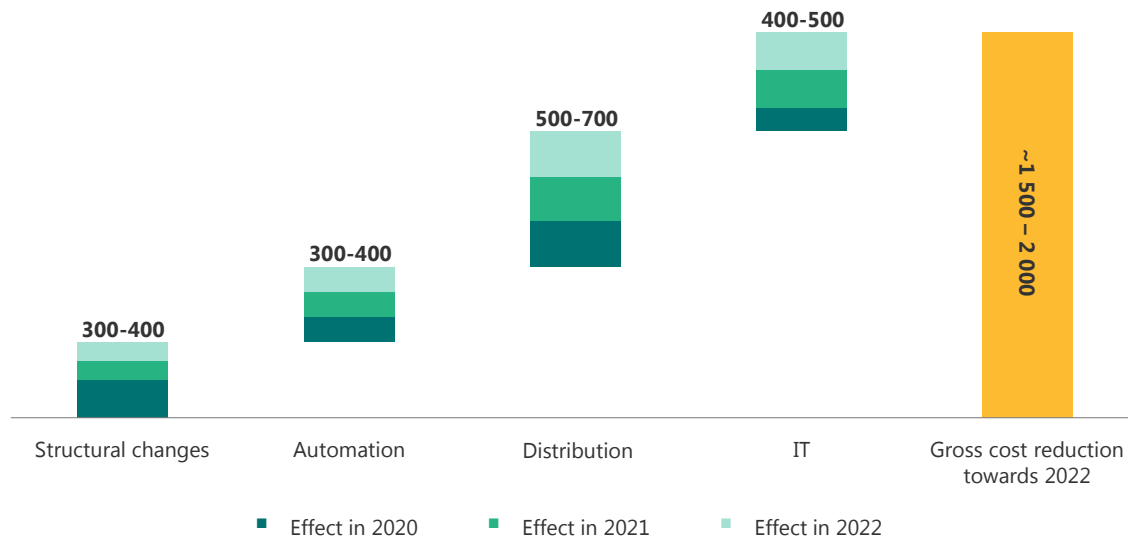 400-500
500-700
300-400
300-400
~1 500 – 2 000
Structural changes
Automation
Distribution
IT
Gross cost reduction
towards 2022
Effect in 2020
Effect in 2021
Effect in 2022